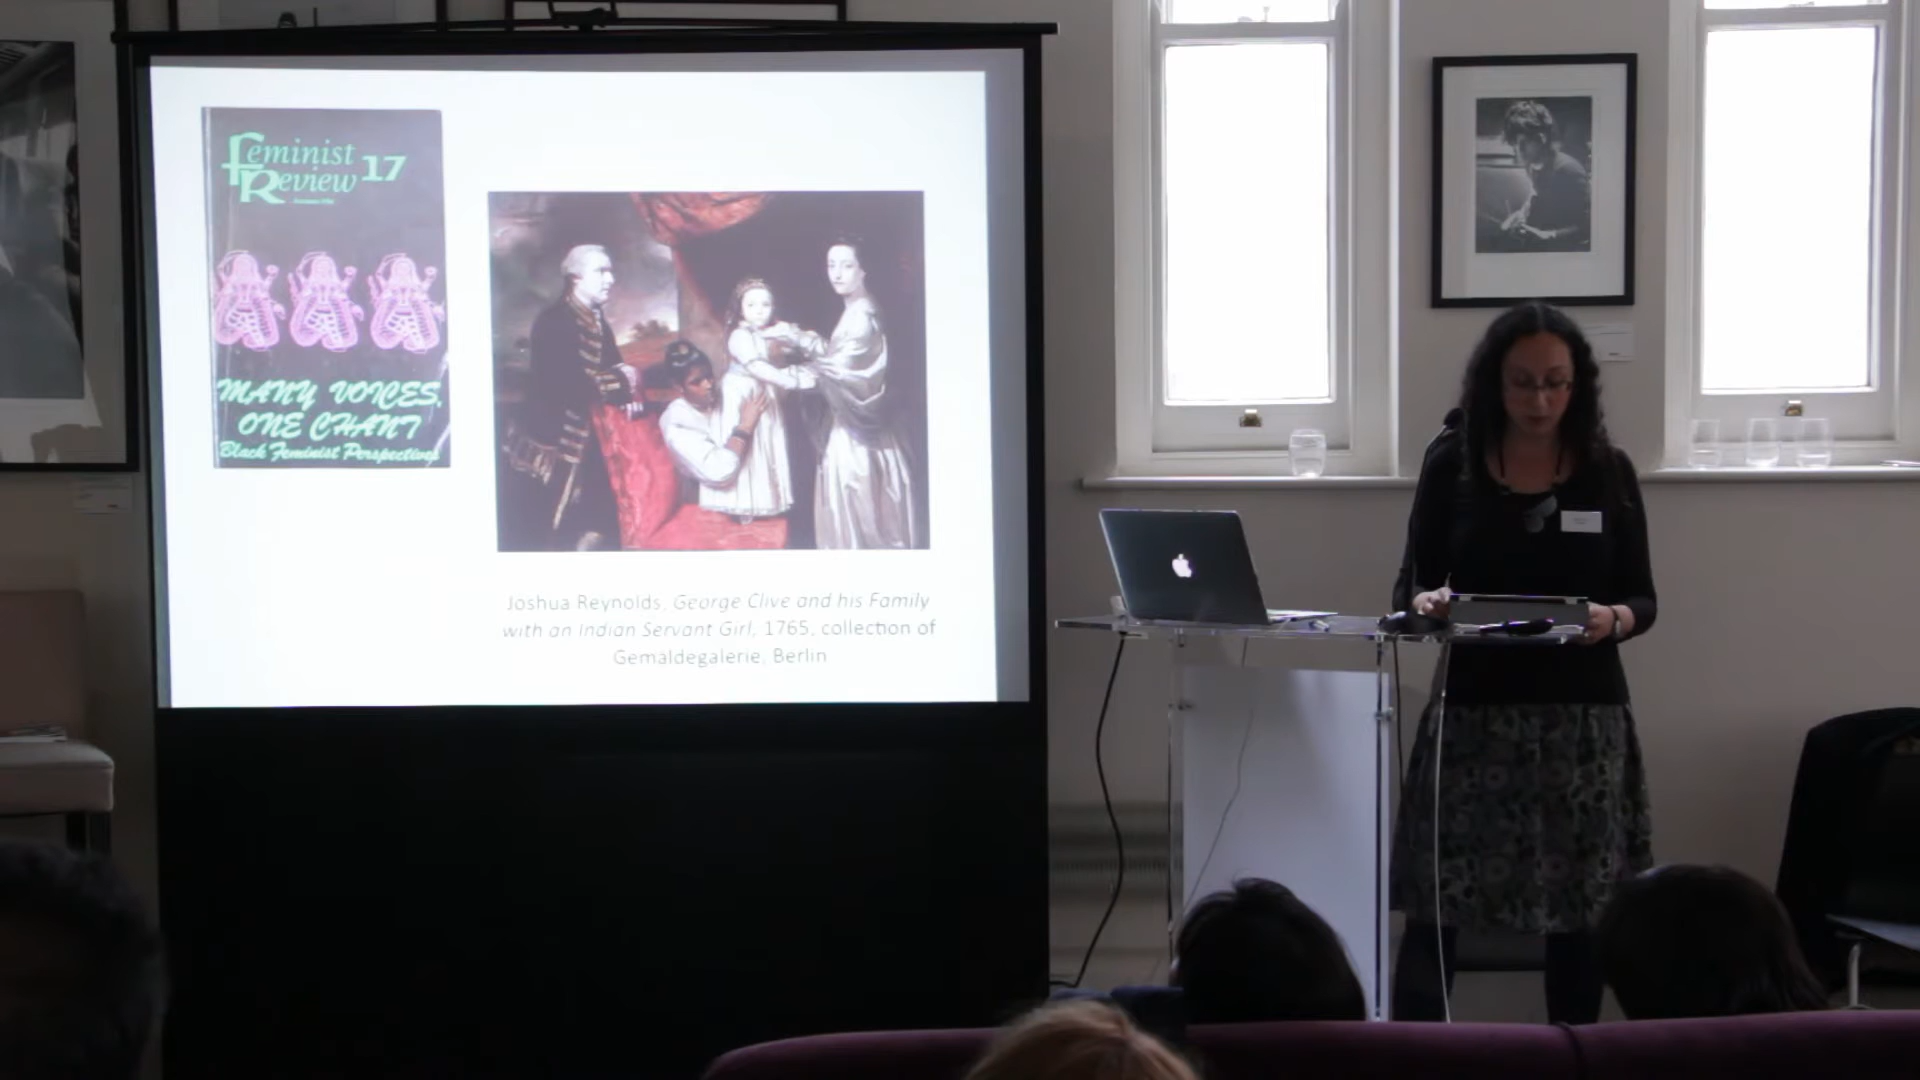 Feminist
Review 17
MANY VOICES,
ONE CHANT
Black Feminist Perspectives
Joshua Reynolds, George Clive and his Family
with an Indian Servant Girl, 1765, collection of
Gemaldegalerie, Berlin